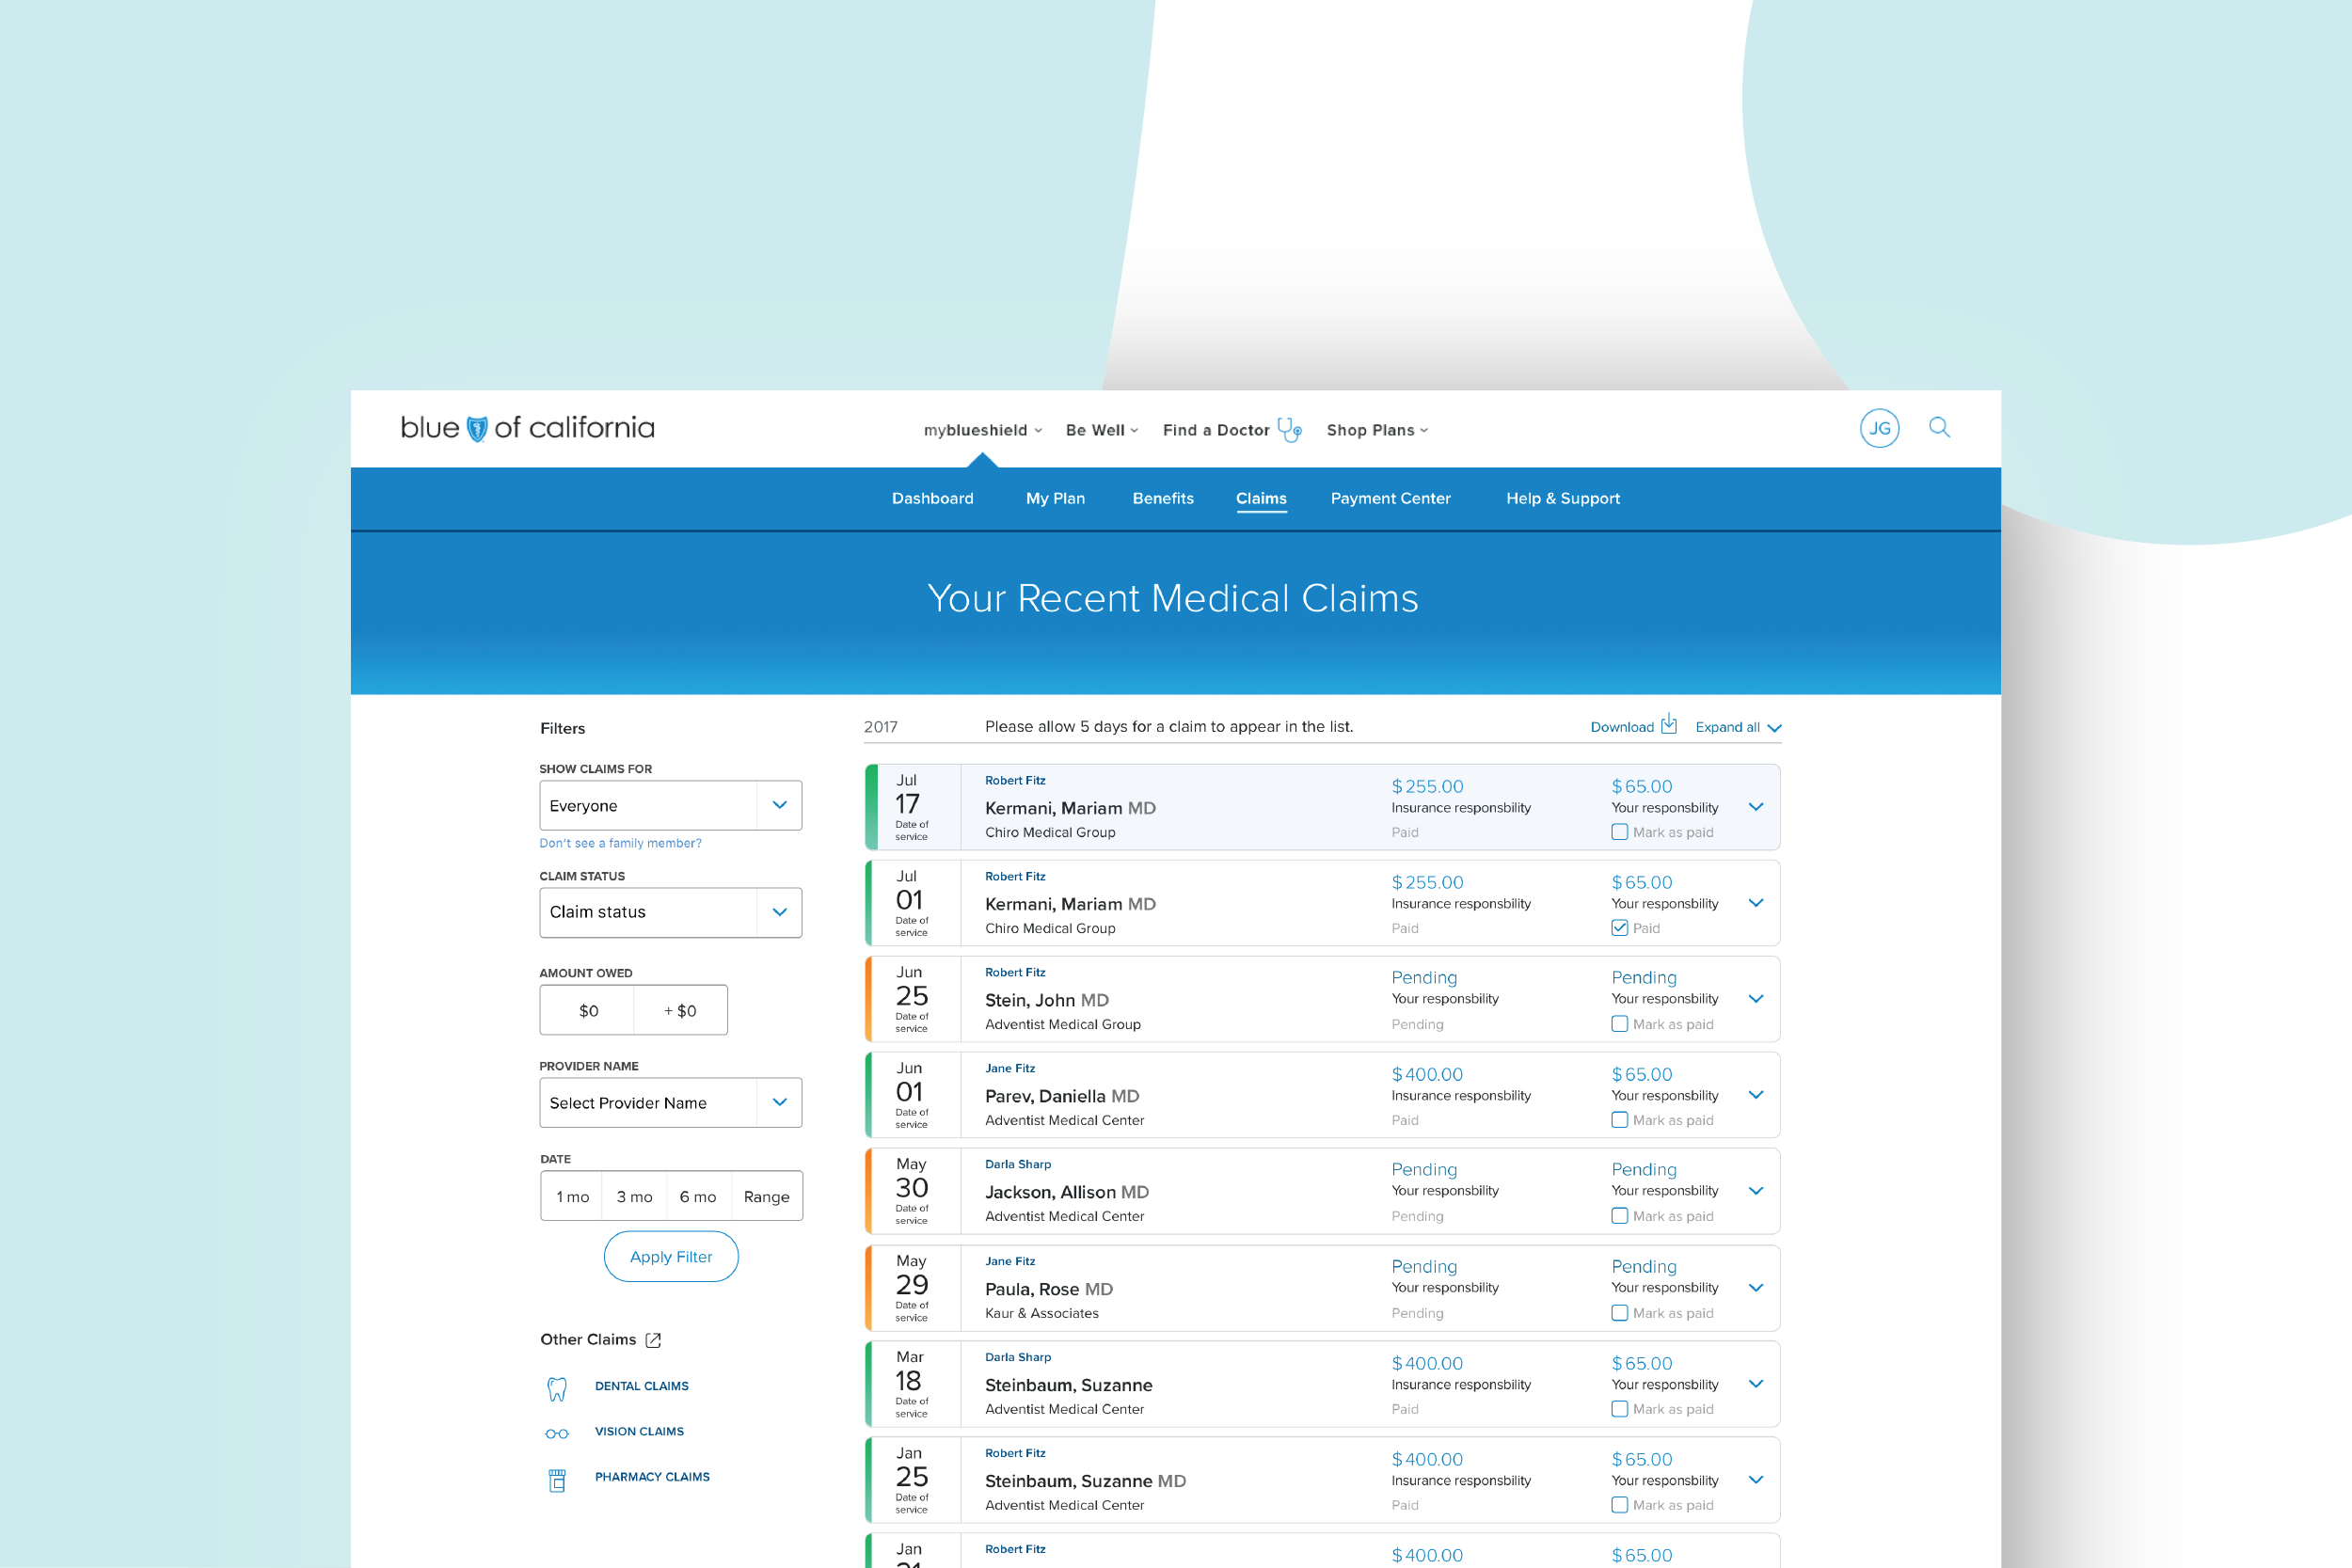 blue of california
myblueshield Be Well Find a Doctor Shop Plans JG
Dashboard My Plan Benefits Claims Payment Center Help & Support
Your Recent Medical Claims
Filters
SHOW CLAIMS FOR
Everyone
Don't see a family member?
CLAIM STATUS
Claim status
AMOUNT OWED
$0 + $0
PROVIDER NAME
Select Provider Name
DATE
1 mo 3 mo 6 mo Range
Apply Filter
Other Claims
DENTAL CLAIMS
VISION CLAIMS
PHARMACY CLAIMS
2017 Please allow 5 days for a claim to appear in the list. Download Expand all
Jul
17
Date of
service
Robert Fitz
Kermani, Mariam MD
Chiro Medical Group
$255.00
Insurance responsbility
Paid
$65.00
Your responsbility
Mark as paid
Jul
01
Date of
service
Robert Fitz
Kermani, Mariam MD
Chiro Medical Group
$255.00
Insurance responsbility
Paid
$65.00
Your responsbility
Paid
Jun
25
Date of
service
Robert Fitz
Stein, John MD
Adventist Medical Group
Pending
Your responsbility
Pending
Pending
Your responsbility
Mark as paid
Jun
01
Date of
service
Jane Fitz
Parev, Daniella MD
Adventist Medical Center
$400.00
Insurance responsbility
Paid
$65.00
Your responsbility
Mark as paid
May
30
Date of
service
Darla Sharp
Jackson, Allison MD
Adventist Medical Center
Pending
Your responsbility
Pending
Pending
Your responsbility
Mark as paid
May
29
Date of
service
Jane Fitz
Paula, Rose MD
Kaur & Associates
Pending
Your responsbility
Pending
Pending
Your responsbility
Mark as paid
Mar
18
Date of
service
Darla Sharp
Steinbaum, Suzanne
Adventist Medical Center
$400.00
Insurance responsbility
Paid
$65.00
Your responsbility
Mark as paid
Jan
25
Date of
service
Robert Fitz
Steinbaum, Suzanne MD
Adventist Medical Center
$400.00
Insurance responsbility
Paid
$65.00
Your responsbility
Mark as paid
Jan
Robert Fitz
$400.00
$65.00